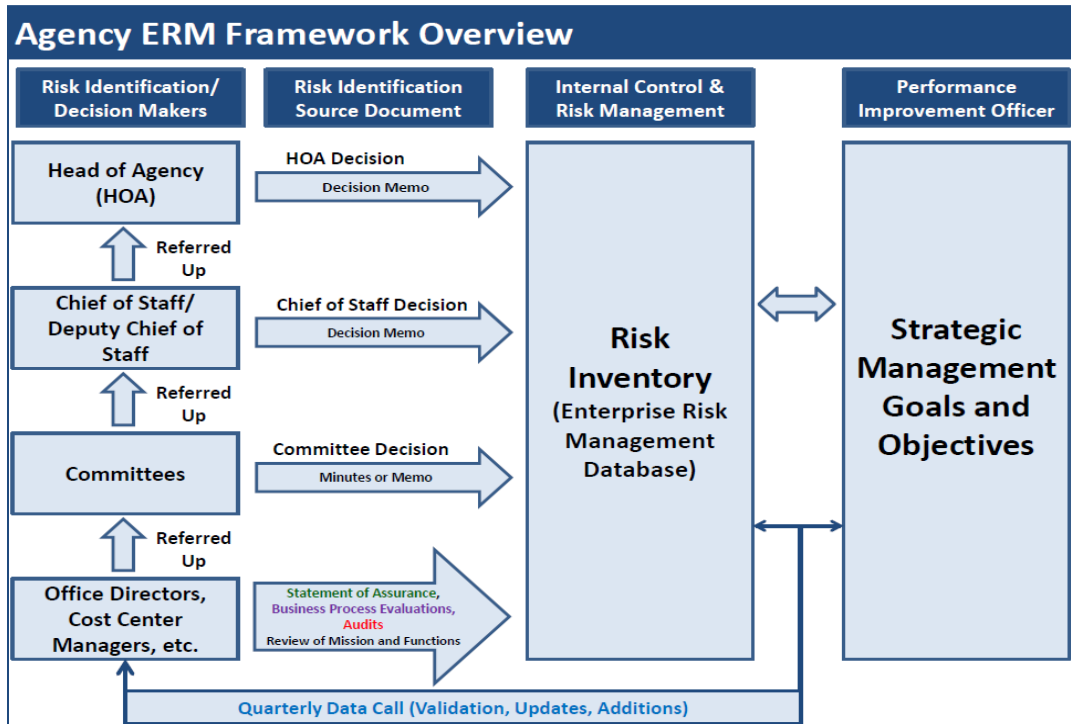 Agency ERM Framework Overview
Risk Identification/
Decision Makers
Risk Identification
Source Document
Internal Control &
Risk Management
Performance
Improvement Officer
Head of Agency
(HOA)
HOA Decision
Decision Memo
Referred
Up
Chief of Staff/
Deputy Chief of
Staff
Chief of Staff Decision
Decision Memo
Referred
Up
Committees
Committee Decision
Minutes or Memo
Referred
Up
Office Directors,
Cost Center
Managers, etc.
Statement of Assurance,
Business Process Evaluations,
Audits
Review of Mission and Functions
Risk
Inventory
(Enterprise Risk
Management
Database)
Strategic
Management
Goals and
Objectives
Quarterly Data Call (Validation, Updates, Additions)